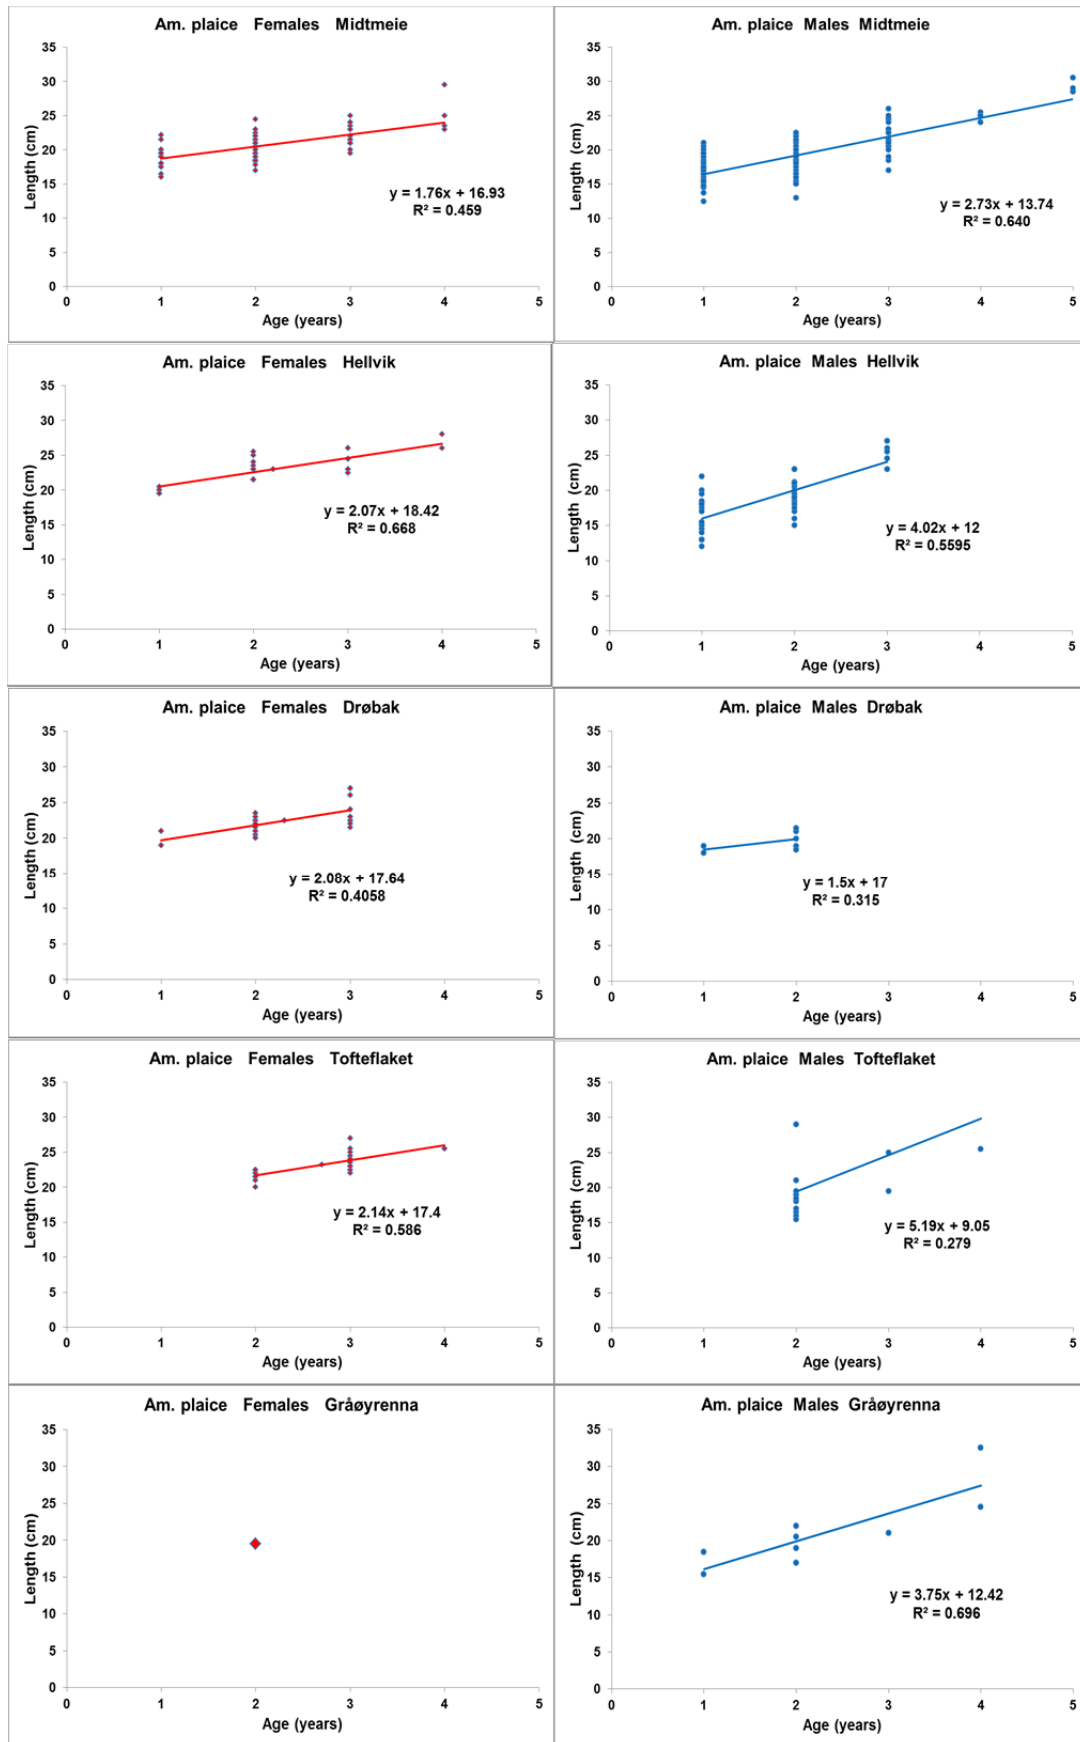 Am. plaice Females Midtmeie
35
30
25
20
15
10
5
0
Length (cm)
y = 1.76x + 16.93
R² = 0.459
0 1 2 3 4 5
Age (years)
Am. plaice Males Midtmeie
35
30
25
20
15
10
5
0
Length (cm)
y = 2.73x + 13.74
R² = 0.640
0 1 2 3 4 5
Age (years)
Am. plaice Females Hellvik
35
30
25
20
15
10
5
0
Length (cm)
y = 2.07x + 18.42
R² = 0.668
0 1 2 3 4 5
Age (years)
Am. plaice Males Hellvik
35
30
25
20
15
10
5
0
Length (cm)
y = 4.02x + 12
R² = 0.5595
0 1 2 3 4 5
Age (years)
Am. plaice Females Drøbak
35
30
25
20
15
10
5
0
Length (cm)
y = 2.08x + 17.64
R² = 0.4058
0 1 2 3 4 5
Age (years)
Am. plaice Males Drøbak
35
30
25
20
15
10
5
0
Length (cm)
y = 1.5x + 17
R² = 0.315
0 1 2 3 4 5
Age (years)
Am. plaice Females Tofteflaket
35
30
25
20
15
10
5
0
Length (cm)
y = 2.14x + 17.4
R² = 0.586
0 1 2 3 4 5
Age (years)
Am. plaice Males Tofteflaket
35
30
25
20
15
10
5
0
Length (cm)
y = 5.19x + 9.05
R² = 0.279
0 1 2 3 4 5
Age (years)
Am. plaice Females Gråøyrenna
35
30
25
20
15
10
5
0
Length (cm)
0 1 2 3 4 5
Age (years)
Am. plaice Males Gråøyrenna
35
30
25
20
15
10
5
0
Length (cm)
y = 3.75x + 12.42
R² = 0.696
0 1 2 3 4 5
Age (years)